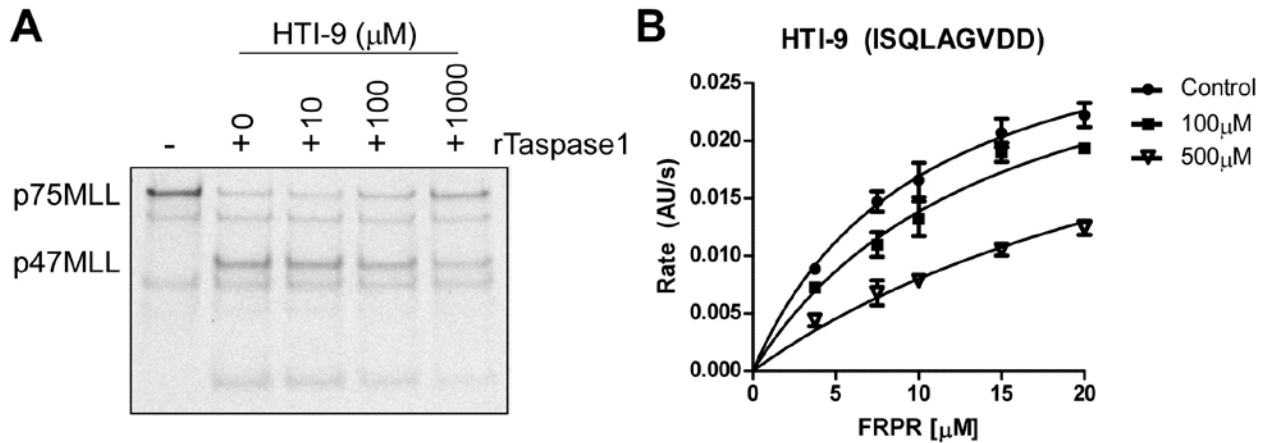 A
HTI-9 (μM)
- +0 +10 +100 +1000 rTaspase1
p75MLL
p47MLL
B
HTI-9 (ISQLAGVDD)
0.025
0.020
0.015
0.010
0.005
0.000
Rate (AU/s)
0 5 10 15 20
FRPR [μM]
Control
100μM
500μM